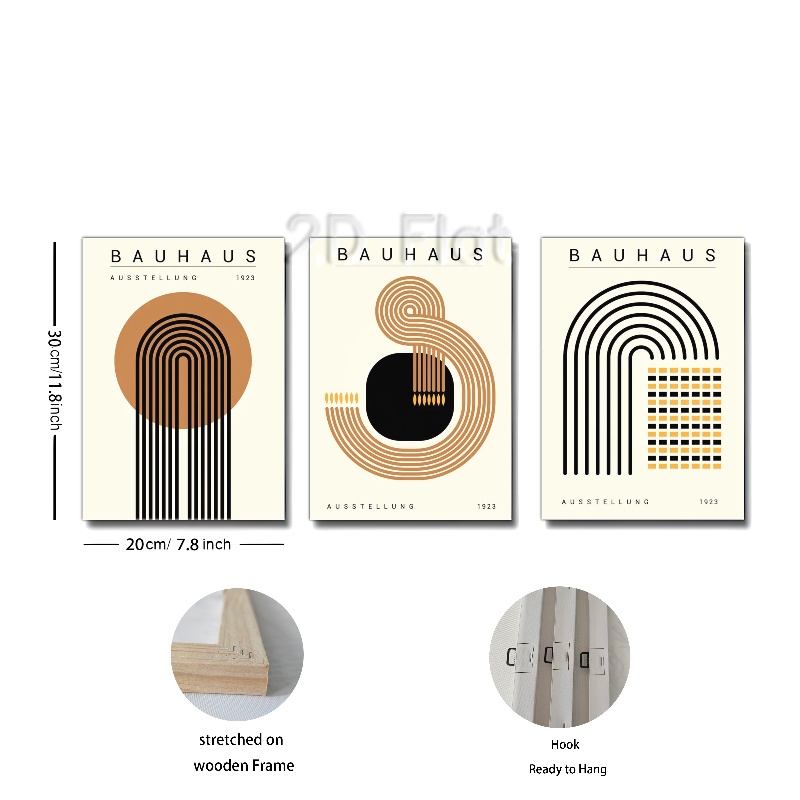 2D Flat
BAUHAUS
AUSSTELLUNG 1923
BAUHAUS
AUSSTELLUNG 1923
BAUHAUS
AUSSTELLUNG 1923
30cm/11.8inch
20cm/ 7.8 inch
stretched on
wooden Frame
Hook
Ready to Hang